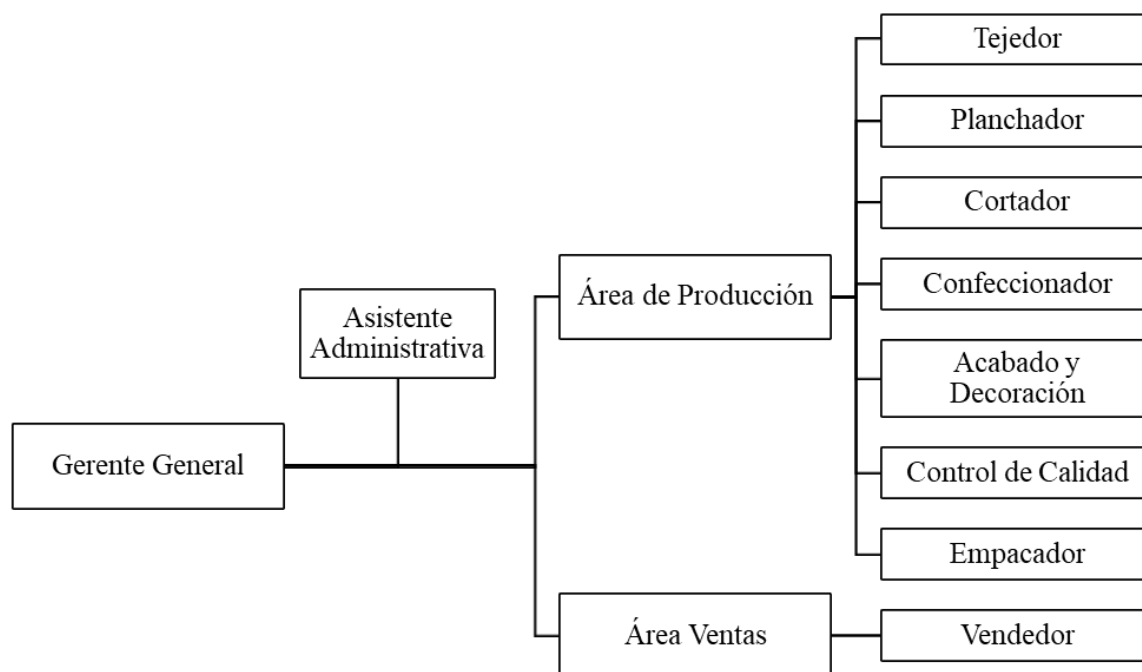 Tejedor
Planchador
Cortador
Confeccionador
Acabado y
Decoración
Control de Calidad
Empacador
Área de Producción
Asistente
Administrativa
Gerente General
Área Ventas
Vendedor